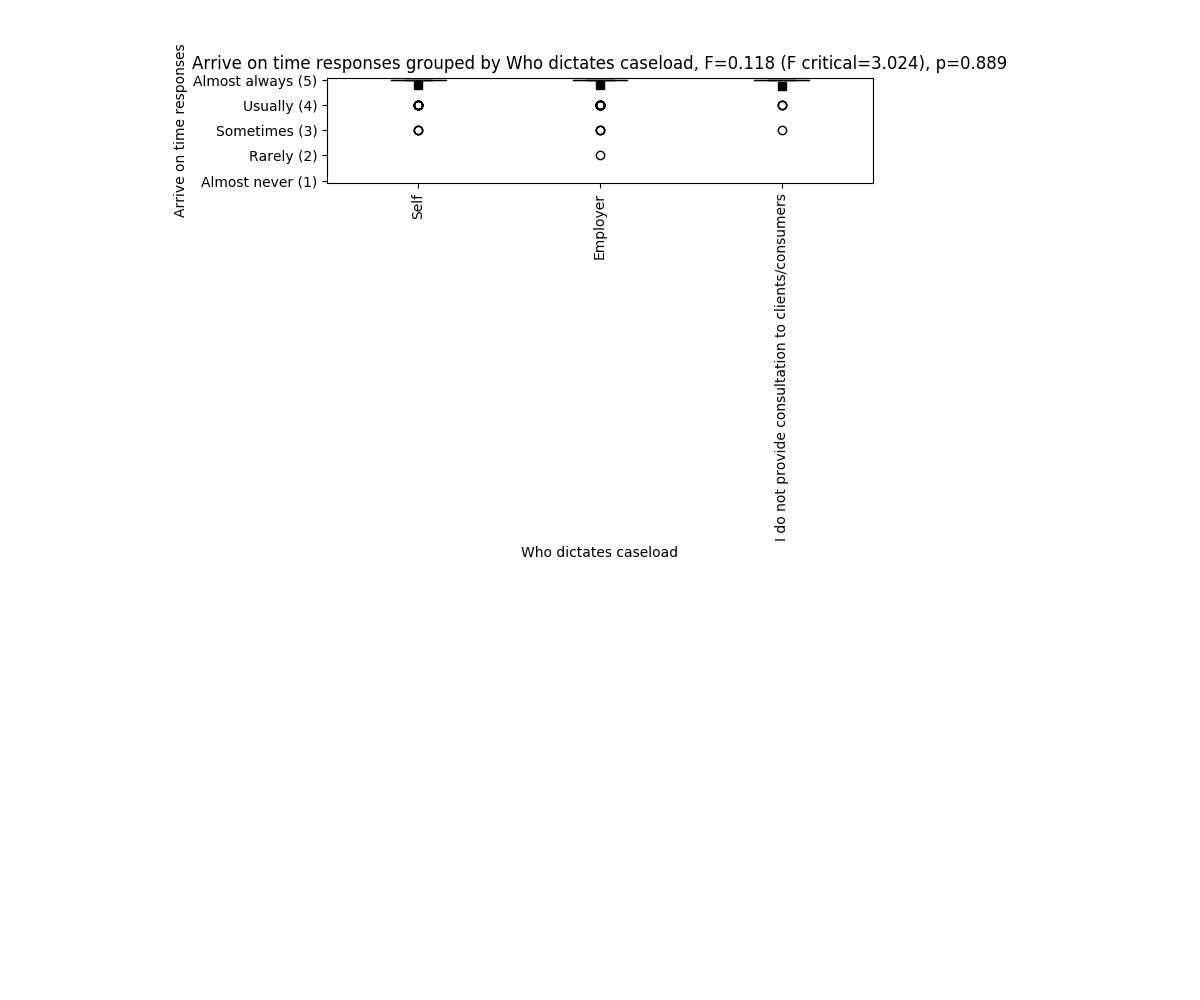 Arrive on time responses grouped by Who dictates caseload, F=0.118 (F critical=3.024), p=0.889
Arrive on time responses
Almost always (5)
Usually (4)
Sometimes (3)
Rarely (2)
Almost never (1)
Self
Employer
I do not provide consultation to clients/consumers
Who dictates caseload